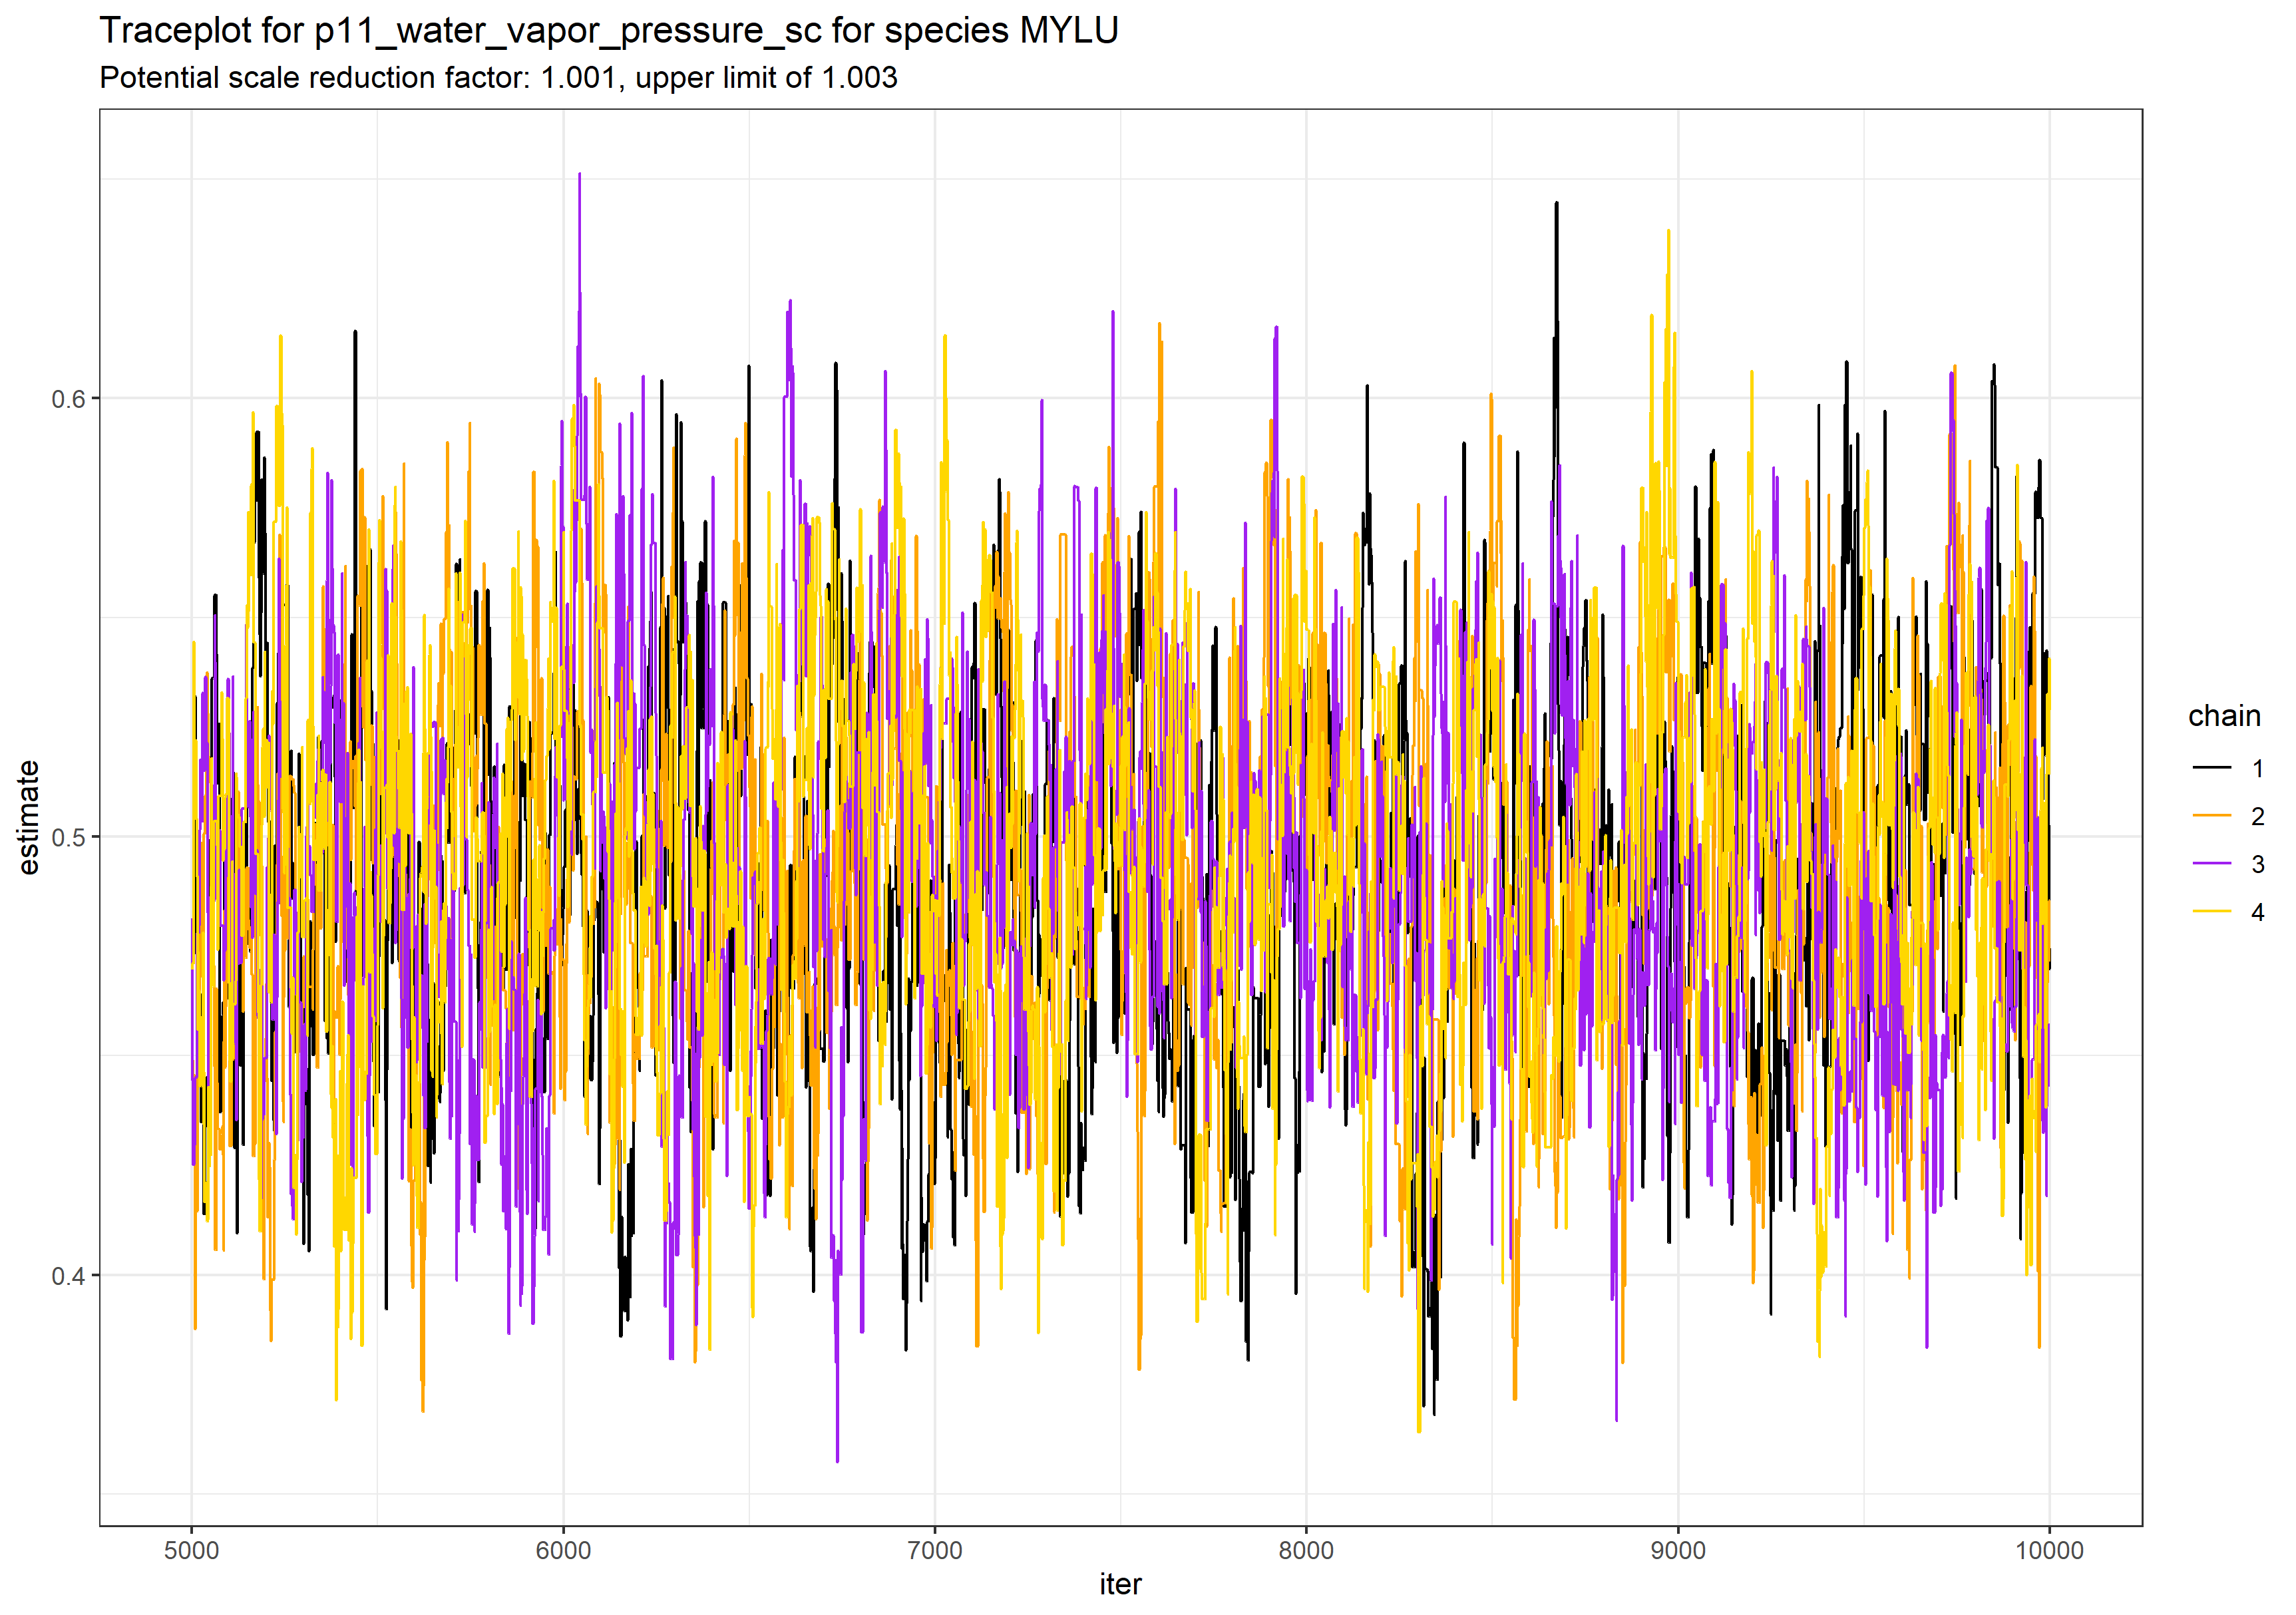 Traceplot for p11_water_vapor_pressure_sc for species MYLU
Potential scale reduction factor: 1.001, upper limit of 1.003
estimate
0.6
0.5
0.4
5000 6000 7000 8000 9000 10000
iter
chain
1
2
3
4